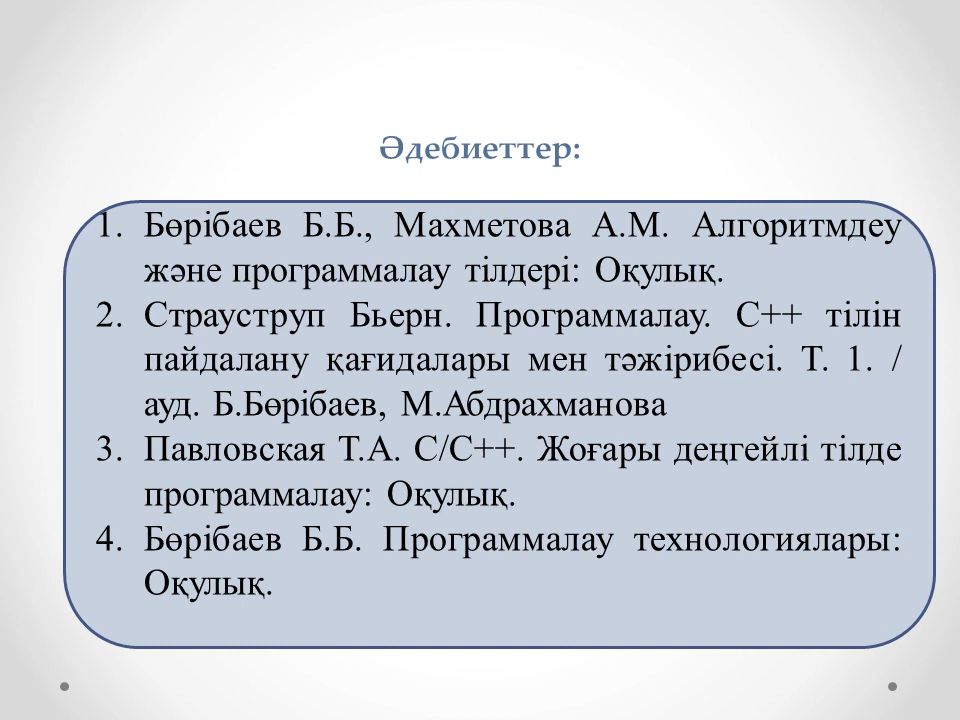 Әдебиеттер:
1. Бөрібаев Б.Б., Махметова А.М. Алгоритмдеу
және программалау тілдері: Оқулық.
2. Страуструп Бьерн. Программалау. С++ тілін
пайдалану қағидалары мен тәжірибесі. Т. 1. /
ауд. Б.Бөрібаев, М.Абдрахманова
3. Павловская Т.А. С/С++. Жоғары деңгейлі тілде
программалау: Оқулық.
4. Бөрібаев Б.Б. Программалау технологиялары:
Оқулық.